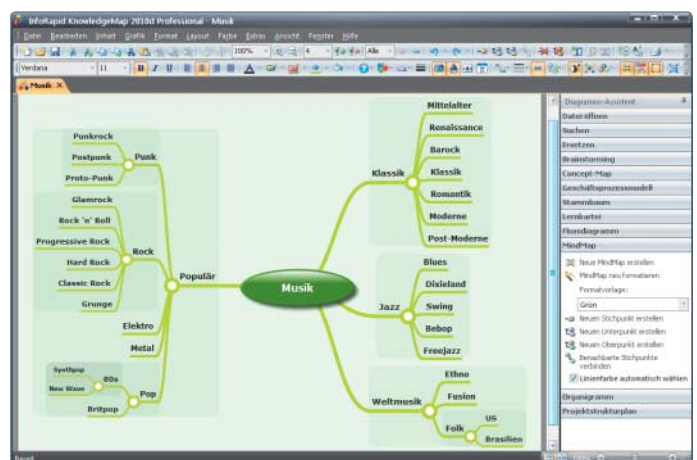 InfoRapid KnowledgeMap 2010d Professional - Musik
Datei Bearbeiten Inhalt Grafik Format Layout Farbe Extras Ansicht Fenster Hilfe
100% 4 Alle
Verdana 11 B I U
Musik
Punkrock
Postpunk
Proto-Punk
Punk
Glamrock
Rock 'n' Roll
Progressive Rock
Hard Rock
Classic Rock
Grunge
Rock
Populär
Elektro
Metal
Synthpop
New Wave
80s
Britpop
Pop
Musik
Klassik
Mittelalter
Renaissance
Barock
Klassik
Romantik
Moderne
Post-Moderne
Jazz
Blues
Dixieland
Swing
Bebop
Freejazz
Weltmusik
Ethno
Fusion
Folk
US
Brasilien
Diagramm-Assistent
Datei öffnen
Suchen
Ersetzen
Brainstorming
Concept-Map
Geschäftsprozessmodell
Stammbaum
Lernkartei
Flussdiagramm
MindMap
Neue MindMap erstellen
MindMap neu formatieren
Formatvorlage:
Grün
Neuen Stichpunkt erstellen
Neuen Unterpunkt erstellen
Neuen Oberpunkt erstellen
Benachbarte Stichpunkte
verbinden
Linienfarbe automatisch wählen
Organigramm
Projektstrukturplan
Bereit